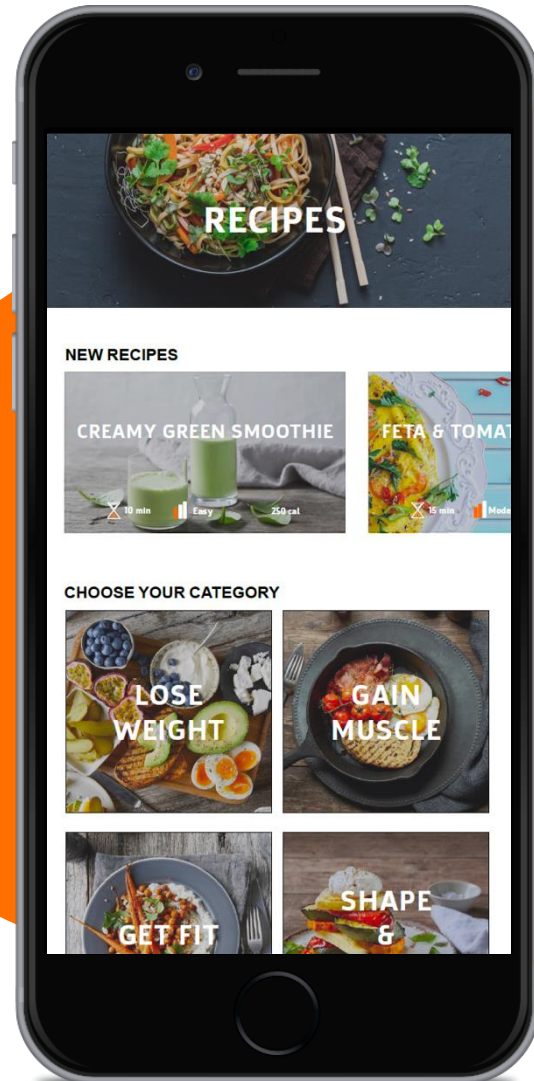 RECIPES
NEW RECIPES
CREAMY GREEN SMOOTHIE
10 min Easy 250 cal
FETA & TOMAT
15 min Mode
CHOOSE YOUR CATEGORY
LOSE
WEIGHT
GAIN
MUSCLE
GET FIT
SHAPE
&